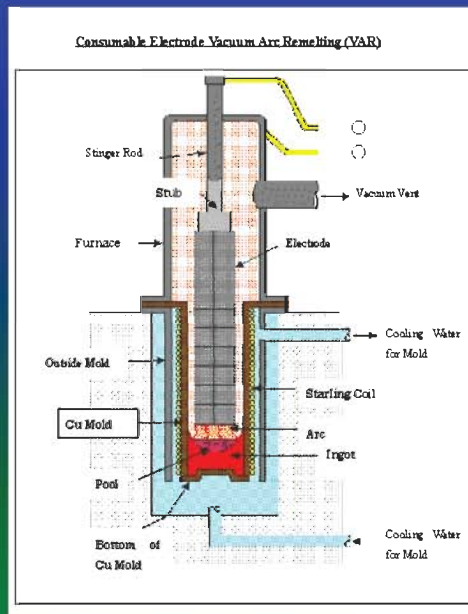 Consumable Electrode Vacuum Arc Remelting (VAR)
Stinger Rod
Stub
Vacuum Vent
Furnace
Electrode
Cooling Water
for Mold
Outside Mold
Starling Coil
Cu Mold
Arc
Ingot
Pool
Bottom of
Cu Mold
Cooling Water
for Mold